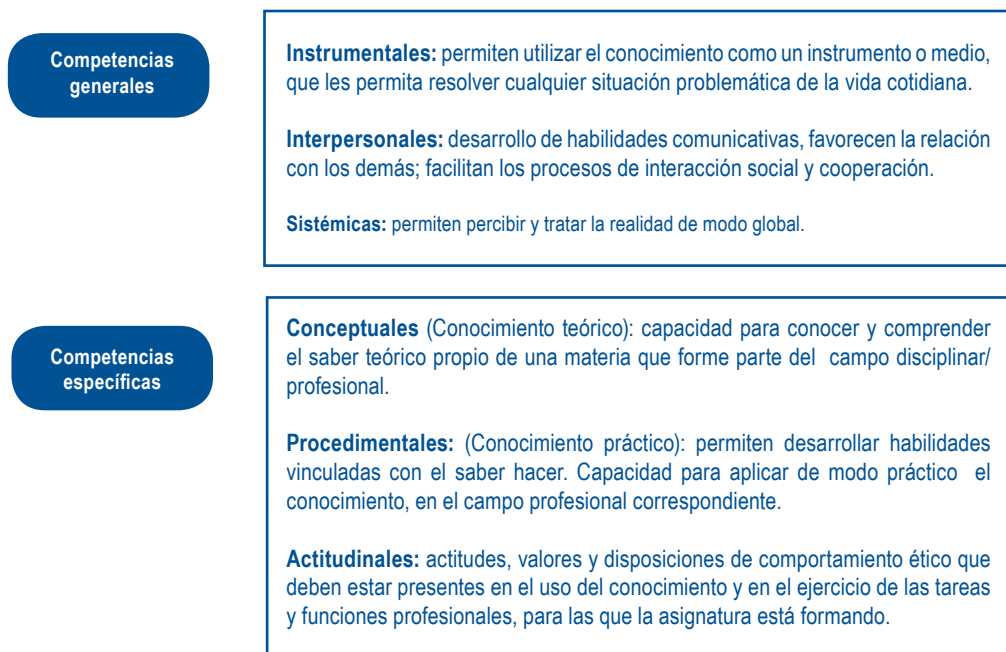 Competencias
generales
Instrumentales: permiten utilizar el conocimiento como un instrumento o medio,
que les permita resolver cualquier situación problemática de la vida cotidiana.
Interpersonales: desarrollo de habilidades comunicativas, favorecen la relación
con los demás; facilitan los procesos de interacción social y cooperación.
Sistémicas: permiten percibir y tratar la realidad de modo global.
Competencias
específicas
Conceptuales (Conocimiento teórico): capacidad para conocer y comprender
el saber teórico propio de una materia que forme parte del campo disciplinar/
profesional.
Procedimentales: (Conocimiento práctico): permiten desarrollar habilidades
vinculadas con el saber hacer. Capacidad para aplicar de modo práctico el
conocimiento, en el campo profesional correspondiente.
Actitudinales: actitudes, valores y disposiciones de comportamiento ético que
deben estar presentes en el uso del conocimiento y en el ejercicio de las tareas
y funciones profesionales, para las que la asignatura está formando.